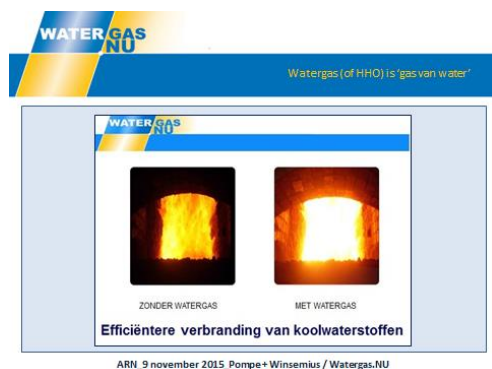 WATER GAS
NU
Watergas (of HHO) is 'gas van water'
WATER GAS
NU
ZONDER WATERGAS
MET WATERGAS
Efficiëntere verbranding van koolwaterstoffen
ARN_9 november 2015_Pompe+ Winsemius / Watergas.NU